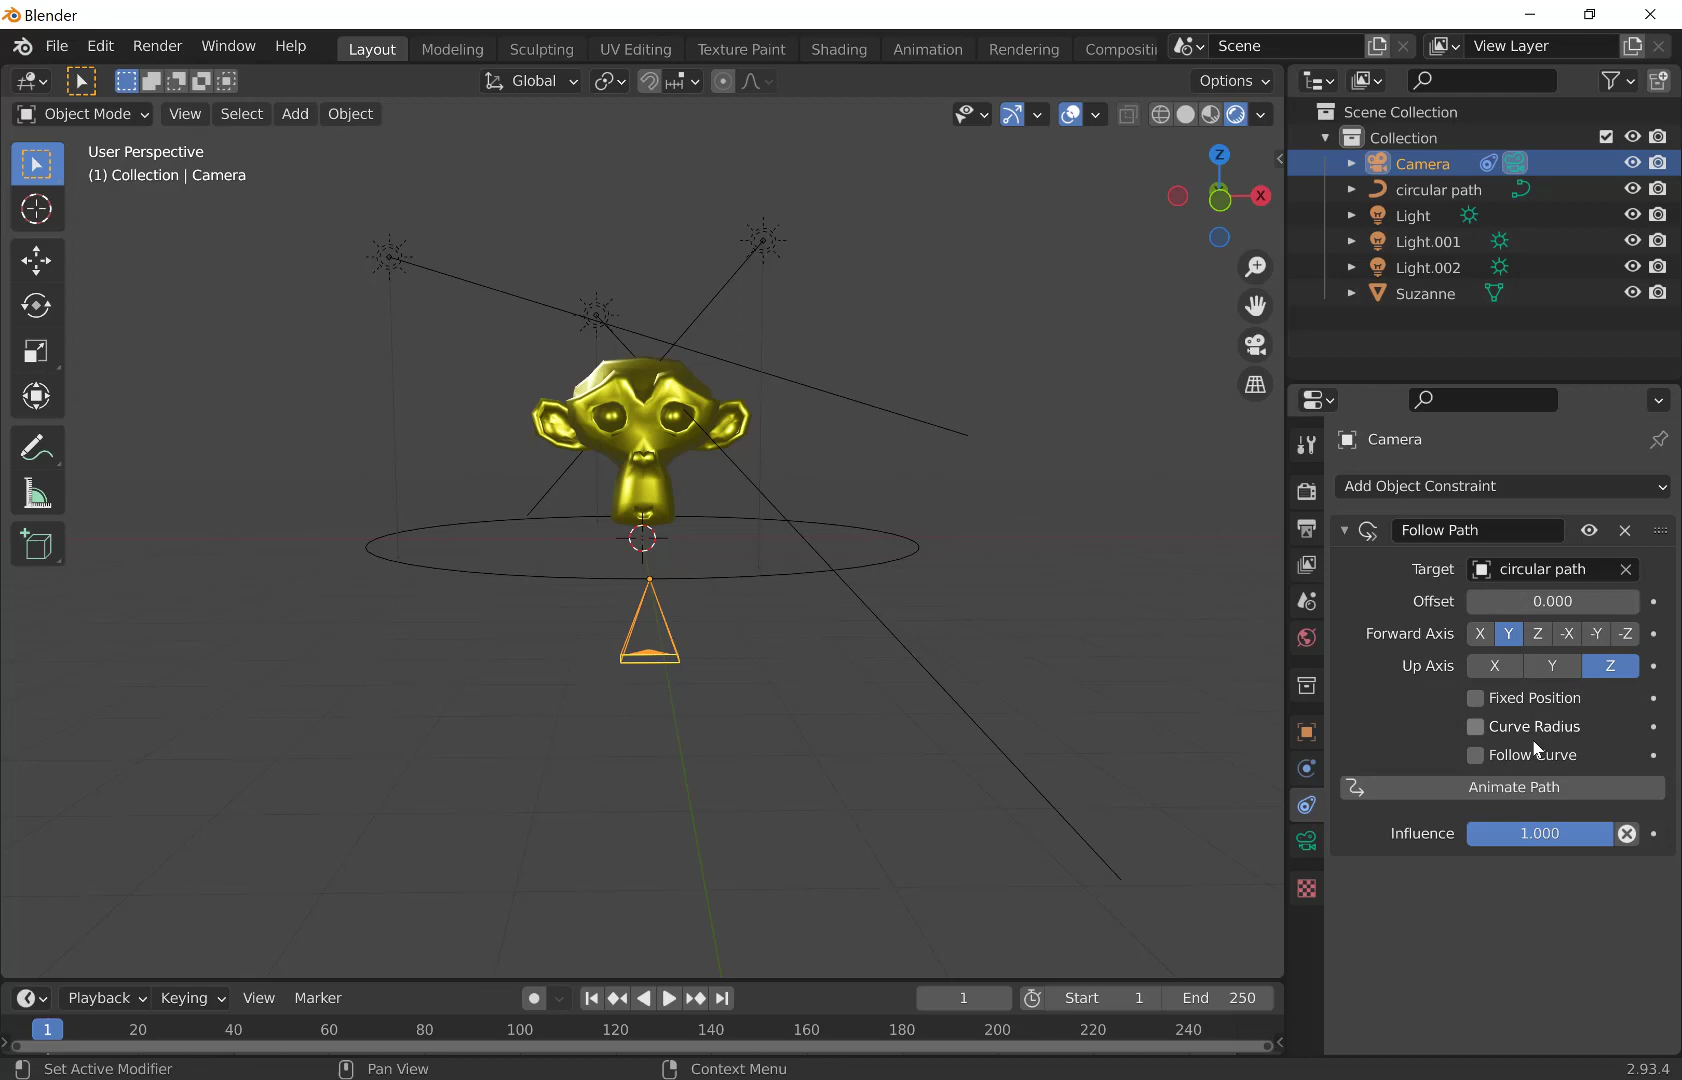 Blender
File Edit Render Window Help Layout Modeling Sculpting UV Editing Texture Paint Shading Animation Rendering Compositi Scene View Layer
Global Options
Object Mode View Select Add Object
User Perspective
(1) Collection | Camera
Z
X
Scene Collection
Collection
Camera
circular path
Light
Light.001
Light.002
Suzanne
Camera
Add Object Constraint
Follow Path
Target circular path
Offset 0.000
Forward Axis X Y Z -X -Y -Z
Up Axis X Y Z
Fixed Position
Curve Radius
Follow Curve
Animate Path
Influence 1.000
Playback Keying View Marker 1 Start 1 End 250
1 20 40 60 80 100 120 140 160 180 200 220 240
Set Active Modifier Pan View Context Menu 2.93.4